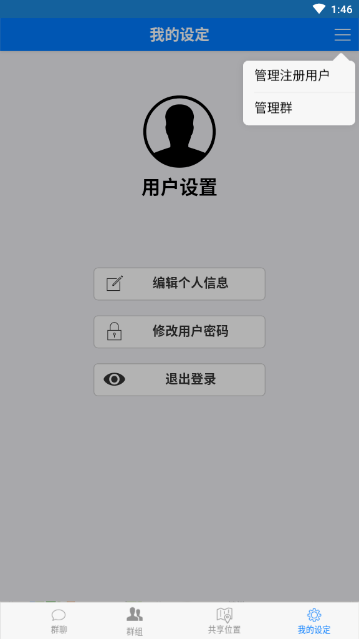 1:46
我的设定
管理注册用户
管理群
用户设置
编辑个人信息
修改用户密码
退出登录
群聊
群组
共享位置
我的设定